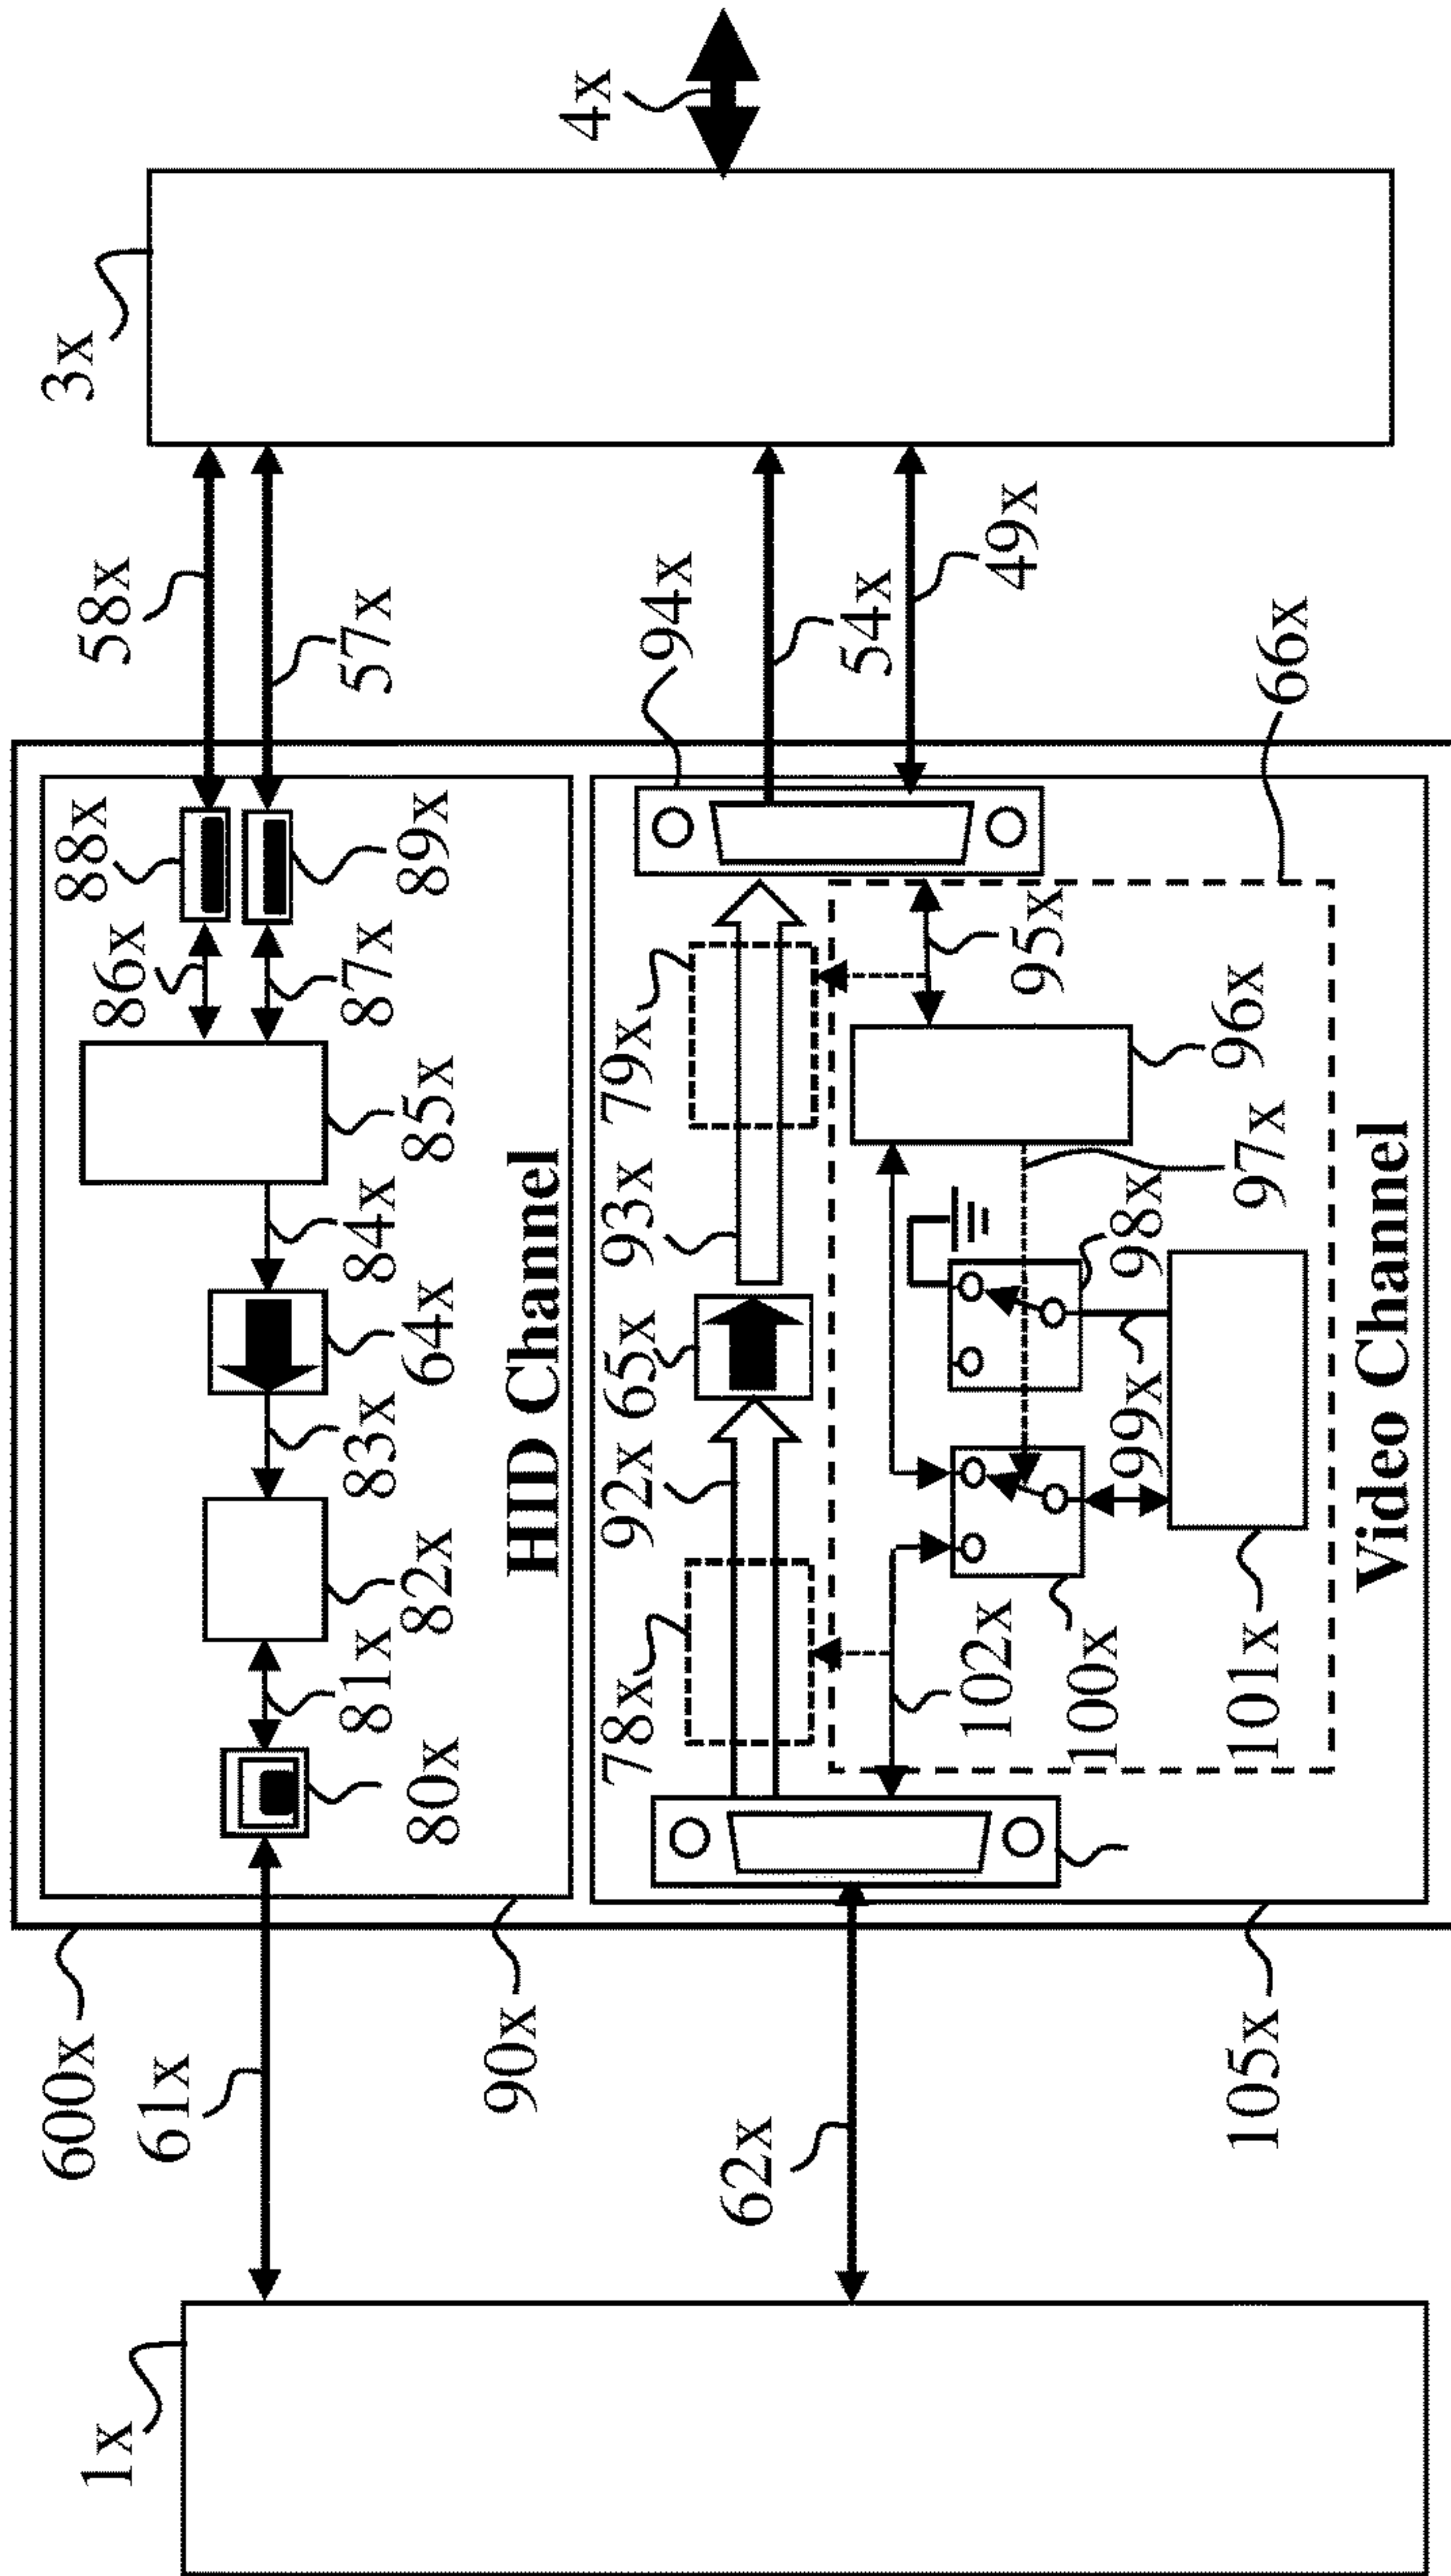 1x
600x
61x
90x
62x
105x
80x
81x
82x
83x
64x
84x
85x
86x
87x
88x
89x
HID Channel
58x
57x
3x
4x
78x
92x
65x
93x
79x
94x
54x
49x
66x
95x
96x
97x
98x
99x
102x
100x
101x
Video Channel